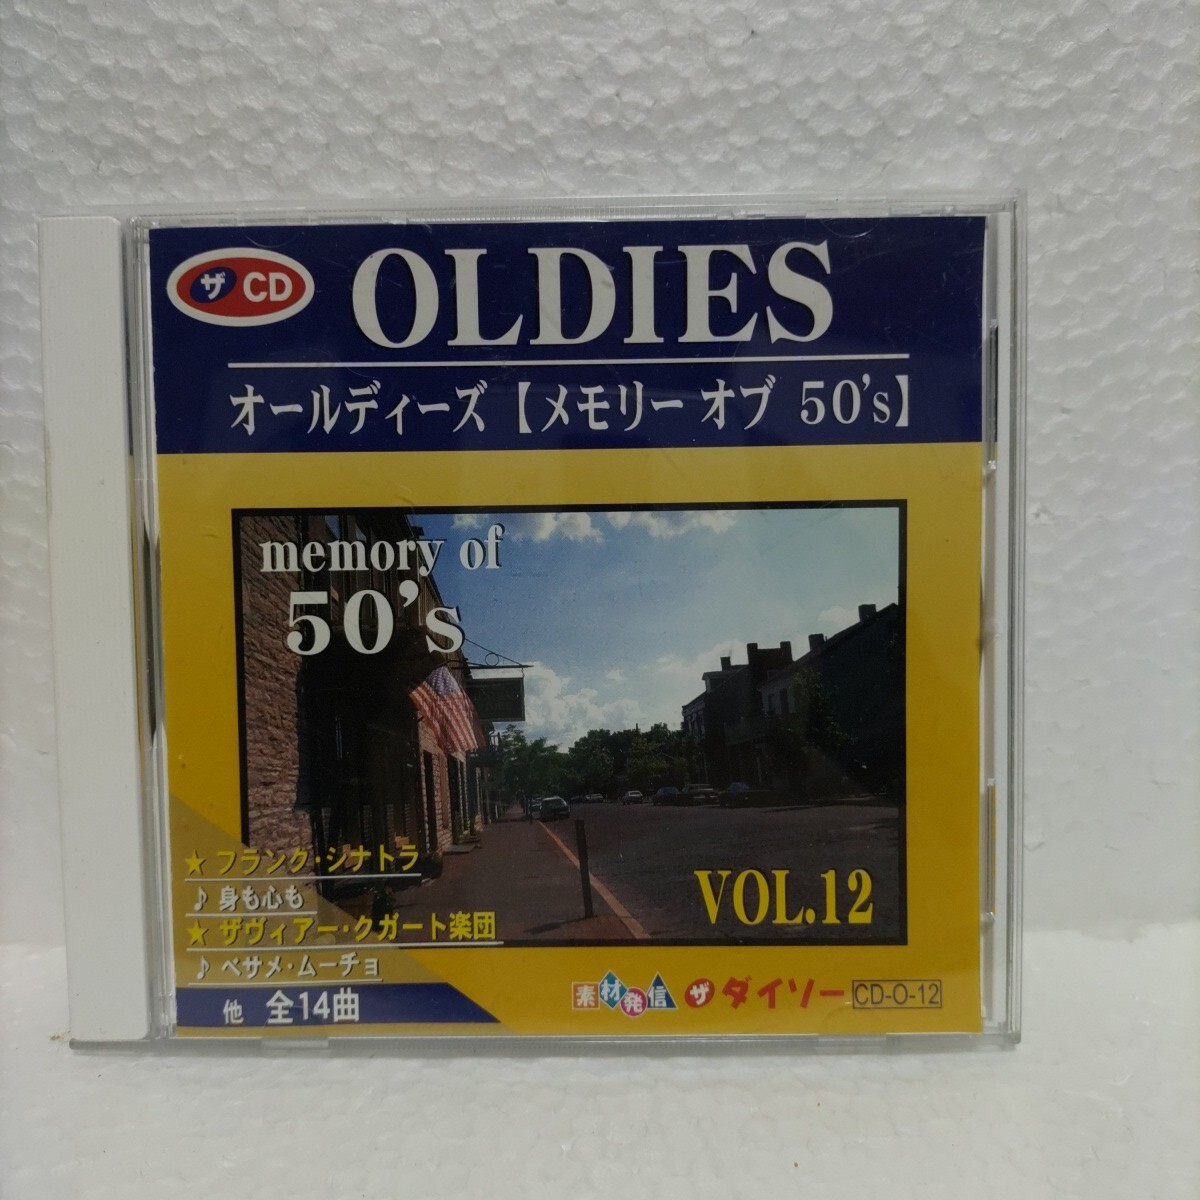 ザ CD
OLDIES
オールディーズ【メモリー オブ 50's】
memory of
50's
★ フランク・シナトラ
♪ 身も心も
★ ザヴィアー・クガート楽団
♪ ベサメ・ムーチョ
他 全14曲
VOL.12
素材発信 ザ ダイソー CD-O-12